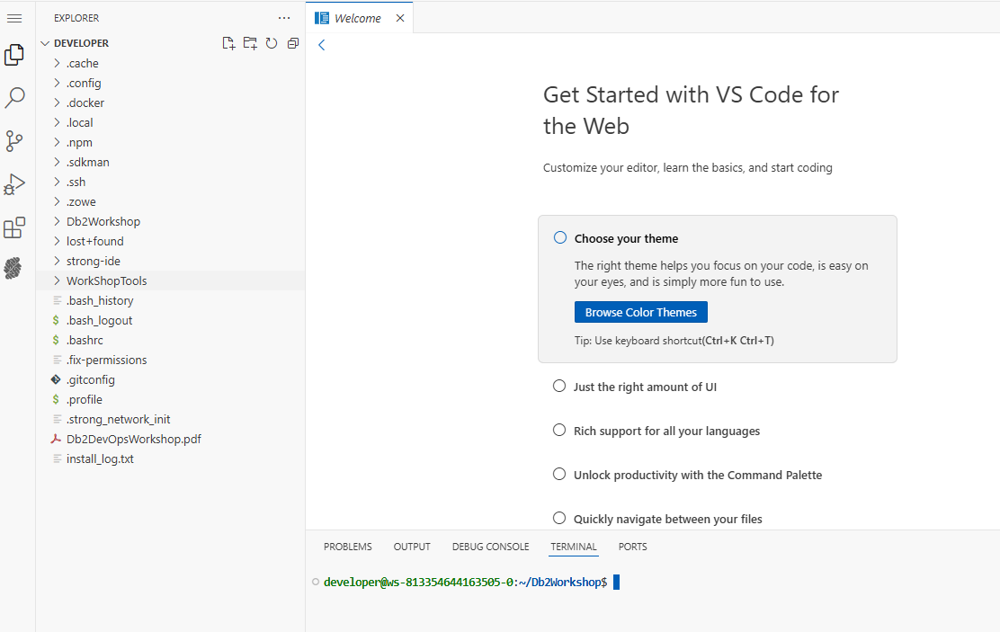 EXPLORER
DEVELOPER
.cache
.config
.docker
.local
.npm
.sdkman
.ssh
.zowe
Db2Workshop
lost+found
strong-ide
WorkShopTools
.bash_history
$ .bash_logout
$ .bashrc
.fix-permissions
.gitconfig
$ .profile
.strong_network_init
Db2DevOpsWorkshop.pdf
install_log.txt
Welcome
Get Started with VS Code for
the Web
Customize your editor, learn the basics, and start coding
Choose your theme
The right theme helps you focus on your code, is easy on
your eyes, and is simply more fun to use.
Browse Color Themes
Tip: Use keyboard shortcut(Ctrl+K Ctrl+T)
Just the right amount of UI
Rich support for all your languages
Unlock productivity with the Command Palette
Quickly navigate between your files
PROBLEMS OUTPUT DEBUG CONSOLE TERMINAL PORTS
developer@ws-813354644163505-0:~/Db2Workshop$